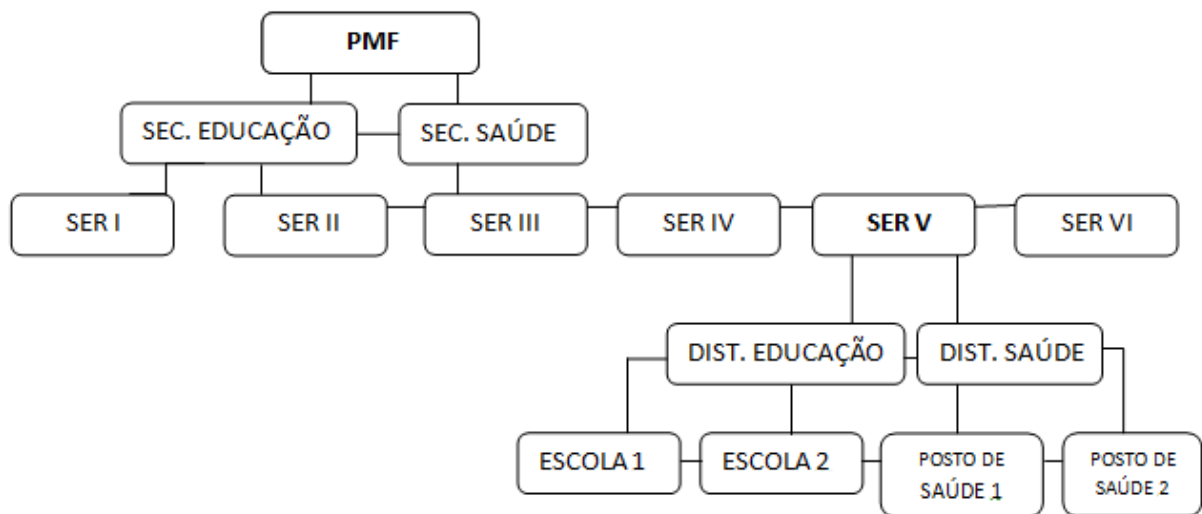 PMF
SEC. EDUCAÇÃO
SEC. SAÚDE
SER I
SER II
SER III
SER IV
SER V
SER VI
DIST. EDUCAÇÃO
DIST. SAÚDE
ESCOLA 1
ESCOLA 2
POSTO DE
SAÚDE 1
POSTO DE
SAÚDE 2